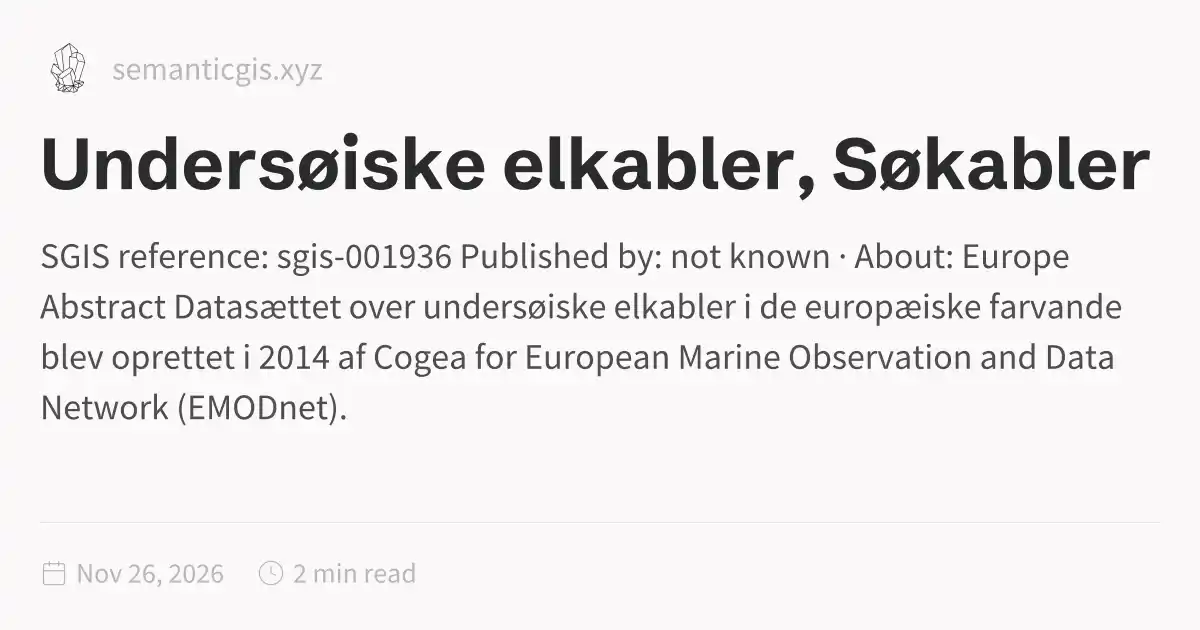 semanticgis.xyz
Undersøiske elkabler, Søkabler
SGIS reference: sgis-001936 Published by: not known · About: Europe
Abstract Datasættet over undersøiske elkabler i de europæiske farvande
blev oprettet i 2014 af Cogea for European Marine Observation and Data
Network (EMODnet).
Nov 26, 2026 2 min read